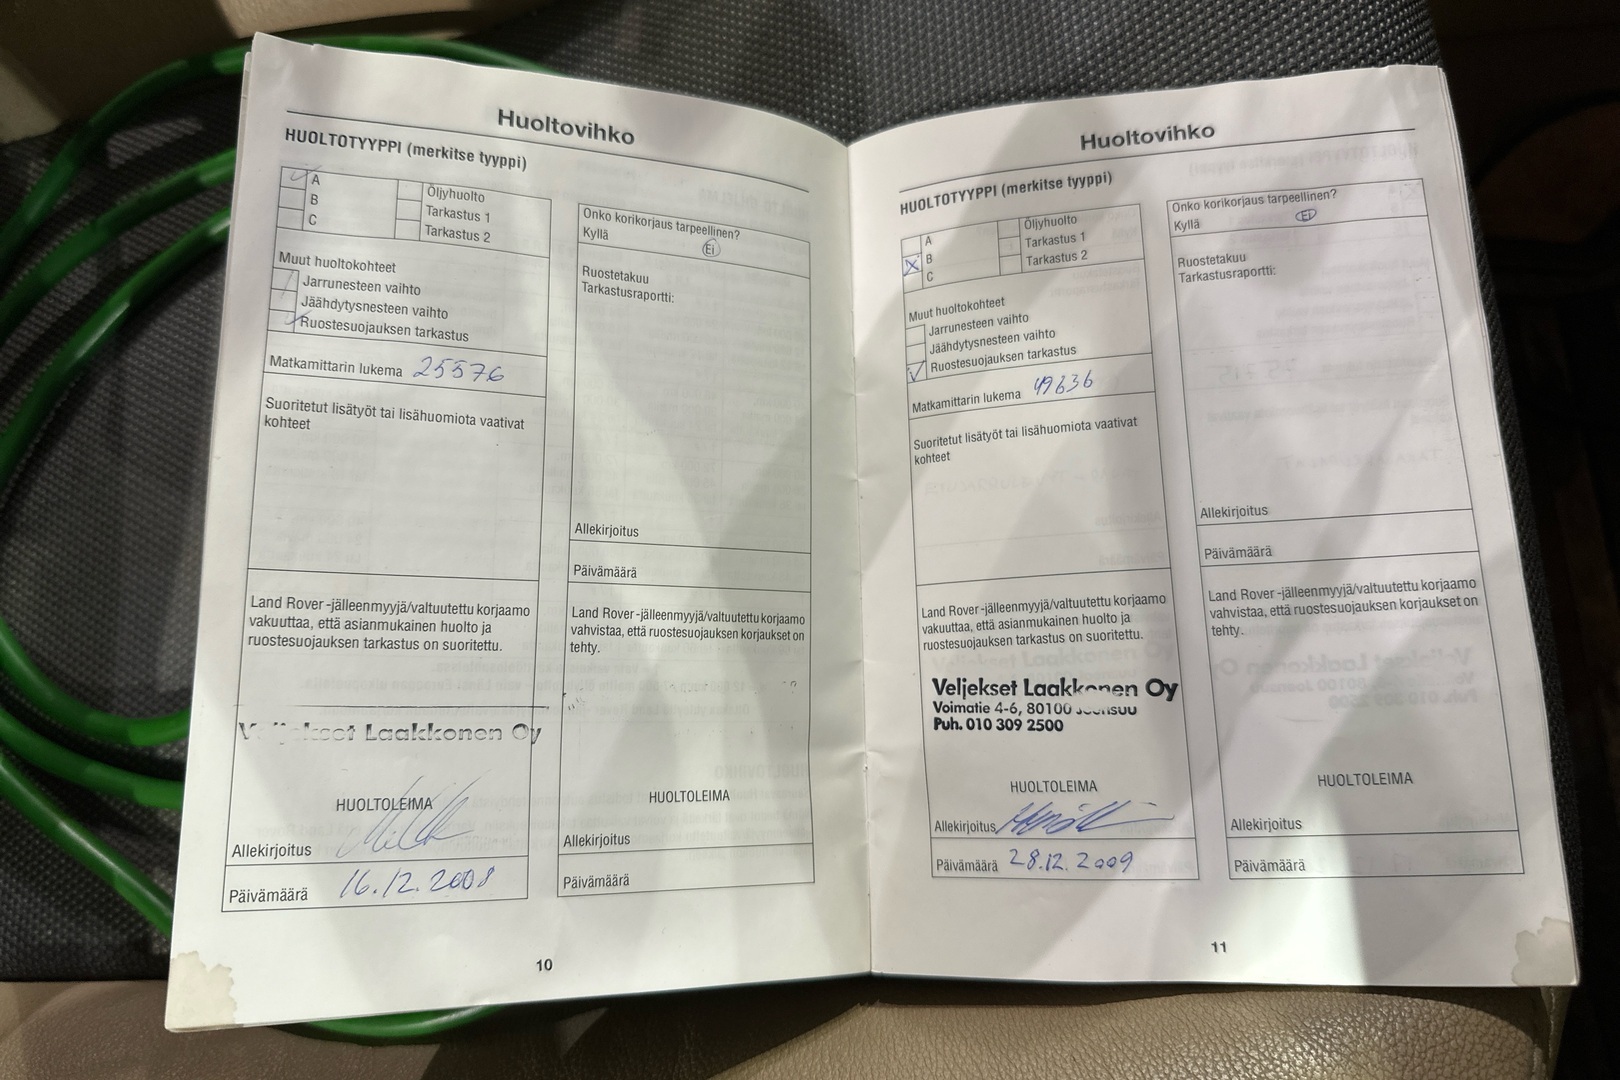 Huoltovihko
HUOLTOTYYPPI (merkitse tyyppi)
A
B
C
Öljyhuolto
Tarkastus 1
Tarkastus 2
Muut huoltokohteet
Jarrunesteen vaihto
Jäähdytysnesteen vaihto
Ruostesuojauksen tarkastus
Matkamittarin lukema 25576
Suoritetut lisätyöt tai lisähuomiota vaativat
kohteet
Land Rover -jälleenmyyjä/valtuutettu korjaamo
vakuuttaa, että asianmukainen huolto ja
ruostesuojauksen tarkastus on suoritettu.
Veljekset Laakkonen Oy
HUOLTOLEIMA
Allekirjoitus
Päivämäärä 16.12.2008
Onko korikorjaus tarpeellinen?
Kyllä Ei
Ruostetakuu
Tarkastusraportti:
Allekirjoitus
Päivämäärä
Land Rover -jälleenmyyjä/valtuutettu korjaamo
vahvistaa, että ruostesuojauksen korjaukset on
tehty.
HUOLTOLEIMA
Allekirjoitus
Päivämäärä
10
Huoltovihko
HUOLTOTYYPPI (merkitse tyyppi)
A
B
C
Öljyhuolto
Tarkastus 1
Tarkastus 2
Muut huoltokohteet
Jarrunesteen vaihto
Jäähdytysnesteen vaihto
Ruostesuojauksen tarkastus
Matkamittarin lukema 49636
Suoritetut lisätyöt tai lisähuomiota vaativat
kohteet
Land Rover -jälleenmyyjä/valtuutettu korjaamo
vakuuttaa, että asianmukainen huolto ja
ruostesuojauksen tarkastus on suoritettu.
Veljekset Laakkonen Oy
Voimatie 4-6, 80100 Joensuu
Puh. 010 309 2500
HUOLTOLEIMA
Allekirjoitus
Päivämäärä 28.12.2009
Onko korikorjaus tarpeellinen?
Kyllä Ei
Ruostetakuu
Tarkastusraportti:
Allekirjoitus
Päivämäärä
Land Rover -jälleenmyyjä/valtuutettu korjaamo
vahvistaa, että ruostesuojauksen korjaukset on
tehty.
HUOLTOLEIMA
Allekirjoitus
Päivämäärä
11